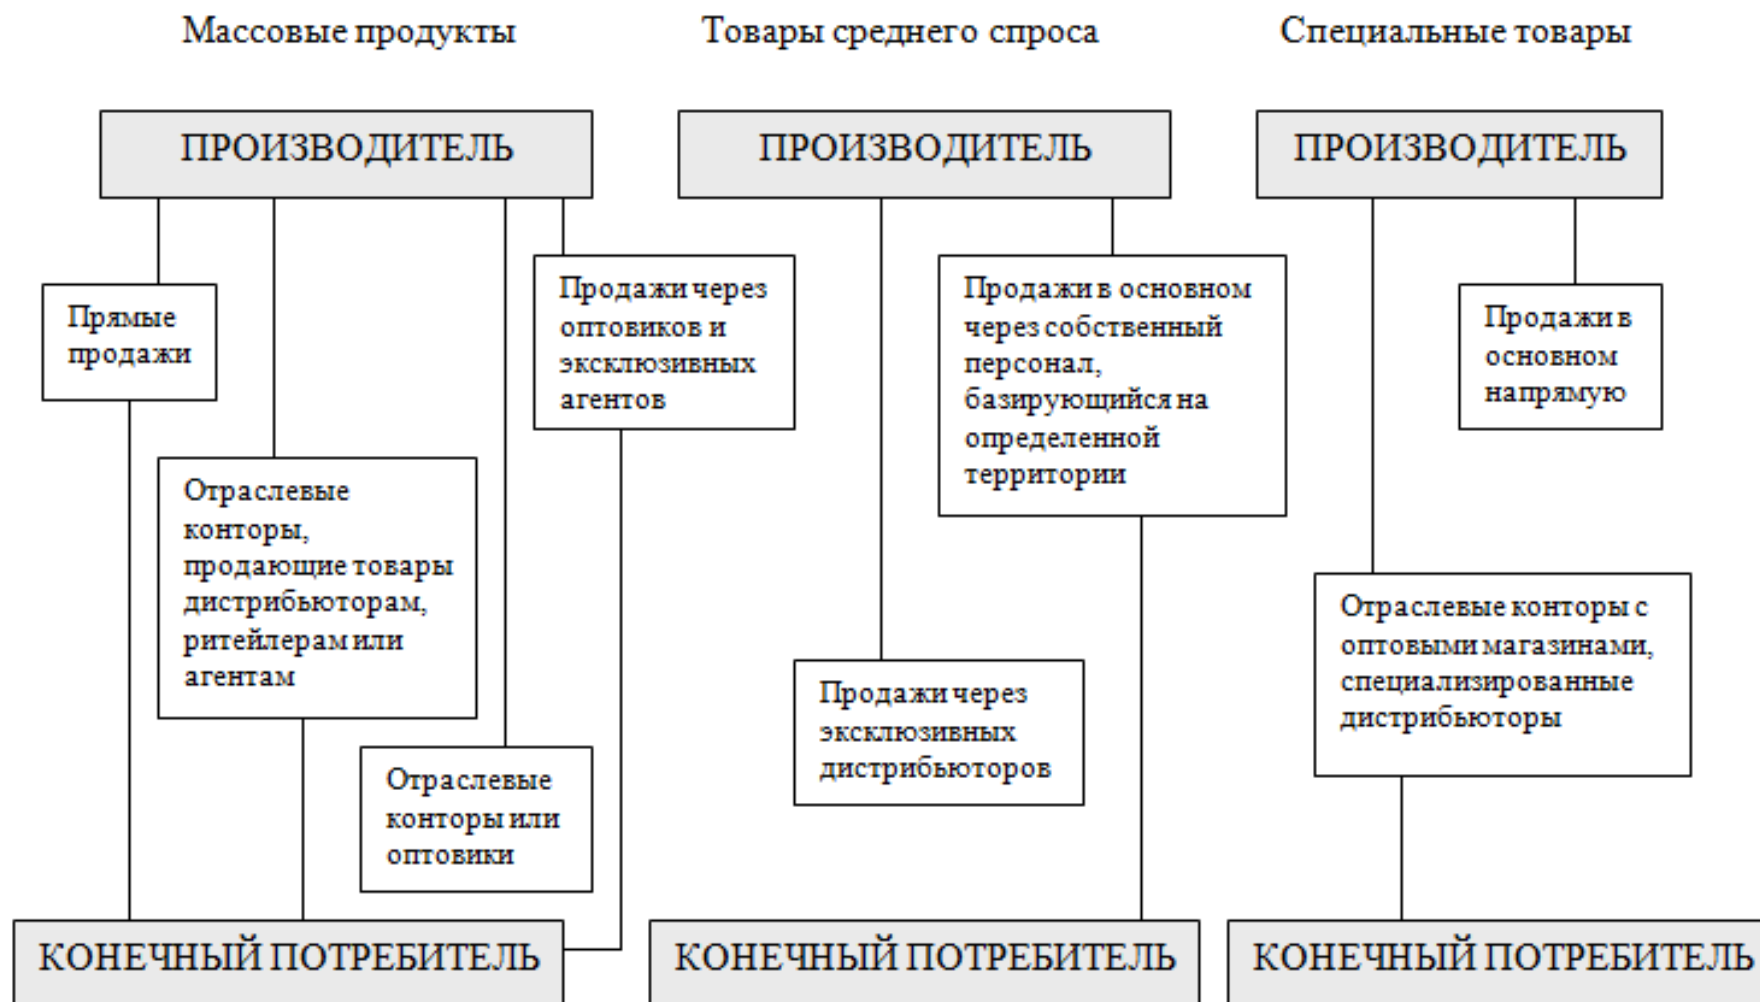 Массовые продукты
Товары среднего спроса
Специальные товары
ПРОИЗВОДИТЕЛЬ
ПРОИЗВОДИТЕЛЬ
ПРОИЗВОДИТЕЛЬ
Прямые
продажи
Продажи через
оптовиков и
эксклюзивных
агентов
Отраслевые
конторы,
продающие товары
дистрибьюторам,
ритейлерам или
агентам
Отраслевые
конторы или
оптовики
Продажи в основном
через собственный
персонал,
базирующийся на
определенной
территории
Продажи через
эксклюзивных
дистрибьюторов
Продажи в
основном
напрямую
Отраслевые конторы с
оптовыми магазинами,
специализированные
дистрибьюторы
КОНЕЧНЫЙ ПОТРЕБИТЕЛЬ
КОНЕЧНЫЙ ПОТРЕБИТЕЛЬ
КОНЕЧНЫЙ ПОТРЕБИТЕЛЬ